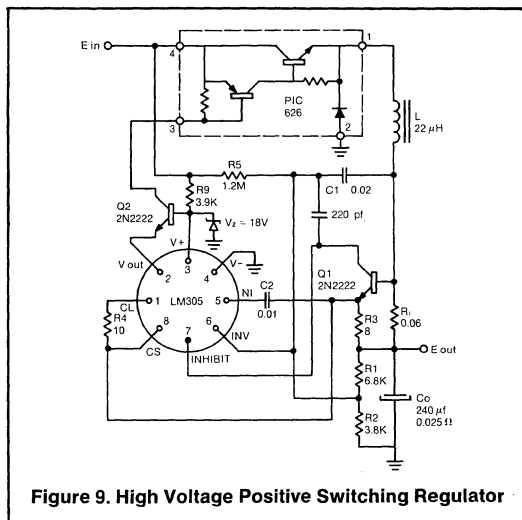 E in
4
1
PIC
626
3
2
L
22 μH
R5
1.2M
C1
0.02
R9
3.9K
220 pf
Q2
2N2222
Vz = 18V
V+
V out
V−
Q1
2N2222
3
2
4
CL
1
LM305
5
NI
C2
0.01
R4
10
8
6
CS
7
INV
INHIBIT
R3
8
Rı
0.06
E out
R1
6.8K
R2
3.8K
Co
240 μf
0.025 Ω
Figure 9. High Voltage Positive Switching Regulator